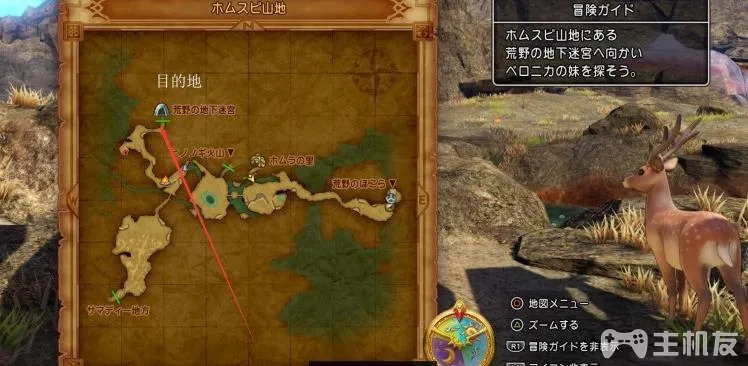 ホムスビ山地
N
目的地
荒野の地下迷宮
ヒノノギ火山▼
ホムラの里
荒野のほこら▼
W
E
サマディー地方
冒険ガイド
ホムスビ山地にある
荒野の地下迷宮へ向かい
ベロニカの妹を探そう。
地図メニュー
ズームする
R1 冒険ガイドを非表示
主机友